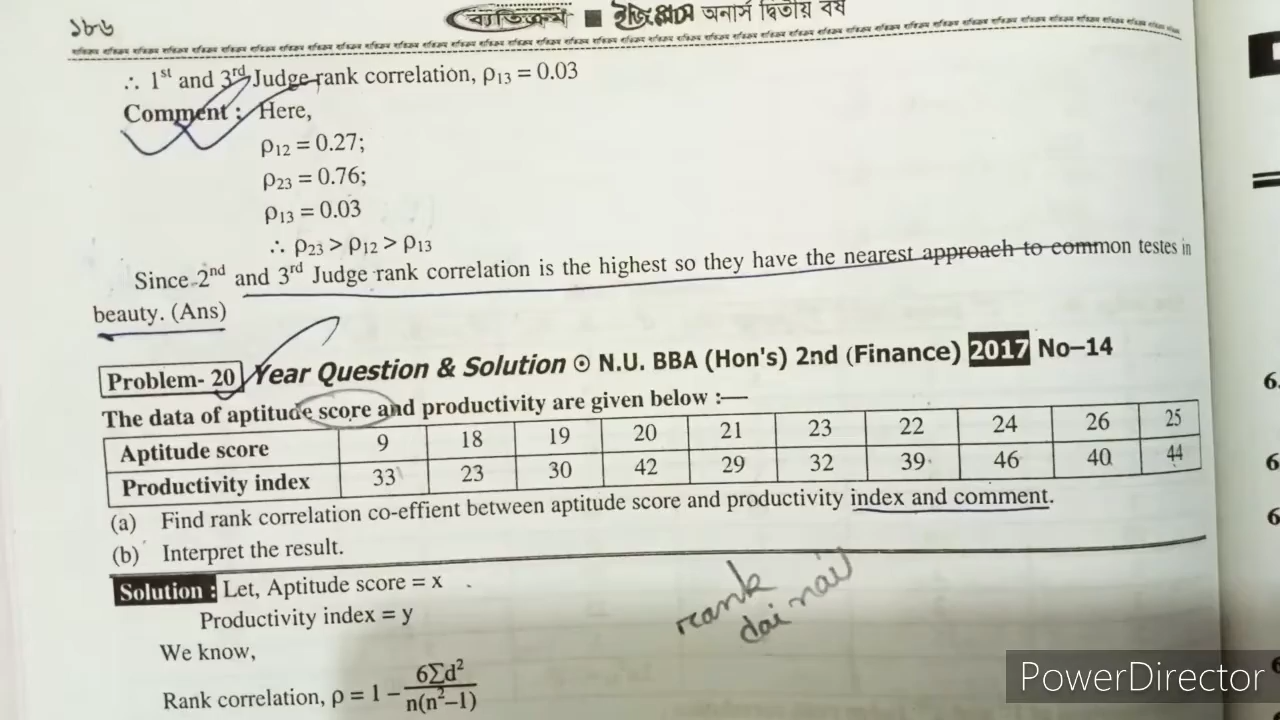 ১৮৬
ব্যতিক্রম ■ ইজি প্লাস অনার্স দ্বিতীয় বর্ষ
∴ 1st and 3rd Judge rank correlation, ρ13 = 0.03
Comment : Here,
ρ12 = 0.27;
ρ23 = 0.76;
ρ13 = 0.03
∴ ρ23 > ρ12 > ρ13
Since 2nd and 3rd Judge rank correlation is the highest so they have the nearest approach to common testes in
beauty. (Ans)
Problem- 20 Year Question & Solution ⊙ N.U. BBA (Hon's) 2nd (Finance) 2017 No–14
The data of aptitude score and productivity are given below :—
Aptitude score 9 18 19 20 21 23 22 24 26 25
Productivity index 33 23 30 42 29 32 39 46 40 44
(a) Find rank correlation co-effient between aptitude score and productivity index and comment.
(b) Interpret the result.
Solution : Let, Aptitude score = x
Productivity index = y
rank
dai nai
We know,
Rank correlation, ρ = 1 − 6∑d²/n(n²–1)
PowerDirector
6.
6
6